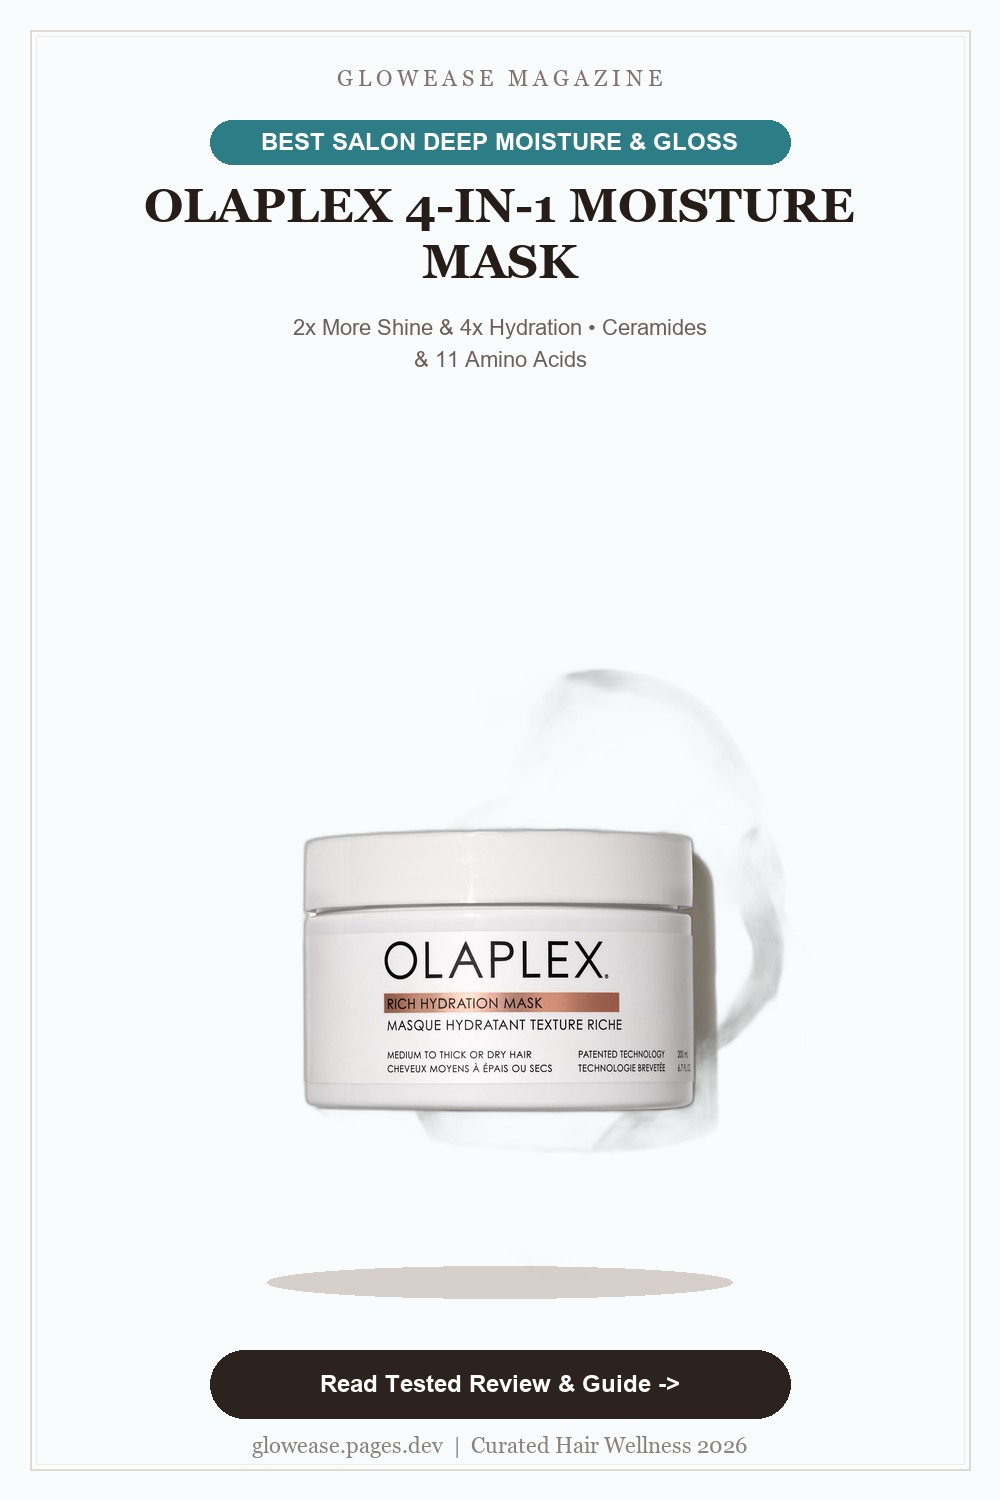 GLOWEASE MAGAZINE
BEST SALON DEEP MOISTURE & GLOSS
OLAPLEX 4-IN-1 MOISTURE
MASK
2x More Shine & 4x Hydration • Ceramides
& 11 Amino Acids
OLAPLEX.
RICH HYDRATION MASK
MASQUE HYDRATANT TEXTURE RICHE
MEDIUM TO THICK OR DRY HAIR
CHEVEUX MOYENS À ÉPAIS OU SECS
PATENTED TECHNOLOGY
TECHNOLOGIE BREVETÉE
200 mL
Read Tested Review & Guide ->
glowease.pages.dev | Curated Hair Wellness 2026